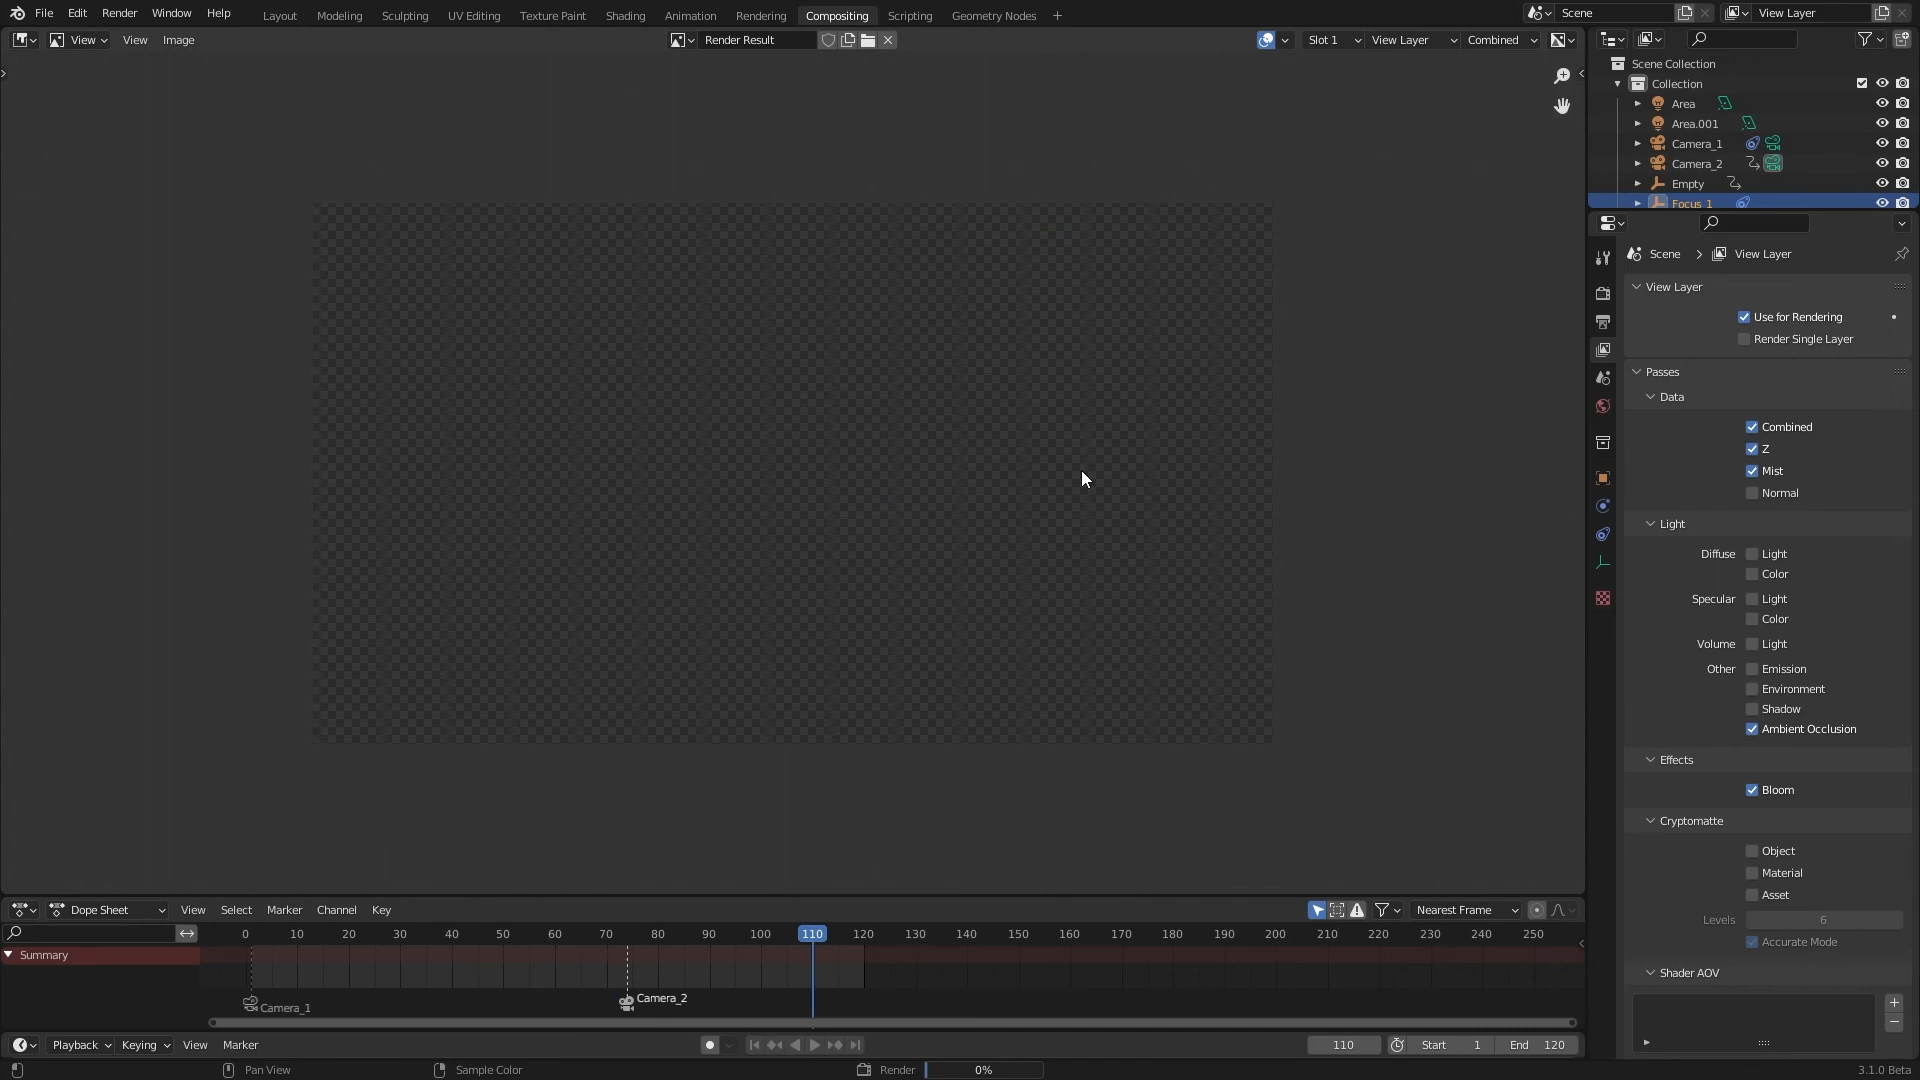 File Edit Render Window Help Layout Modeling Sculpting UV Editing Texture Paint Shading Animation Rendering Compositing Scripting Geometry Nodes + Scene View Layer
View View Image Render Result Slot 1 View Layer Combined
Scene Collection
Collection
Area
Area.001
Camera_1
Camera_2
Empty
Focus_1
Scene > View Layer
View Layer
Use for Rendering
Render Single Layer
Passes
Data
Combined
Z
Mist
Normal
Light
Diffuse Light
Color
Specular Light
Color
Volume Light
Other Emission
Environment
Shadow
Ambient Occlusion
Effects
Bloom
Cryptomatte
Object
Material
Asset
Levels 6
Accurate Mode
Shader AOV
Dope Sheet View Select Marker Channel Key Nearest Frame
0 10 20 30 40 50 60 70 80 90 100 110 120 130 140 150 160 170 180 190 200 210 220 230 240 250
Summary
Camera_1 Camera_2
Playback Keying View Marker 110 Start 1 End 120
Pan View Sample Color Render 0% 3.1.0 Beta